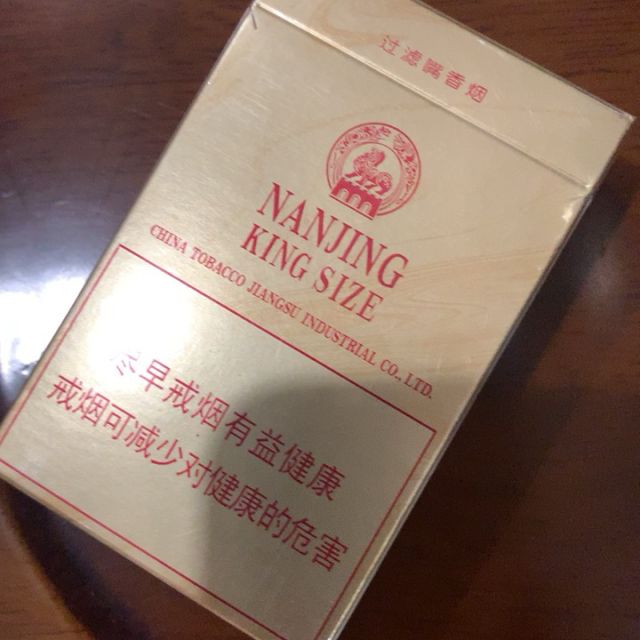 过滤嘴香烟
NANJING
KING SIZE
CHINA TOBACCO JIANGSU INDUSTRIAL CO., LTD.
尽早戒烟有益健康
戒烟可减少对健康的危害